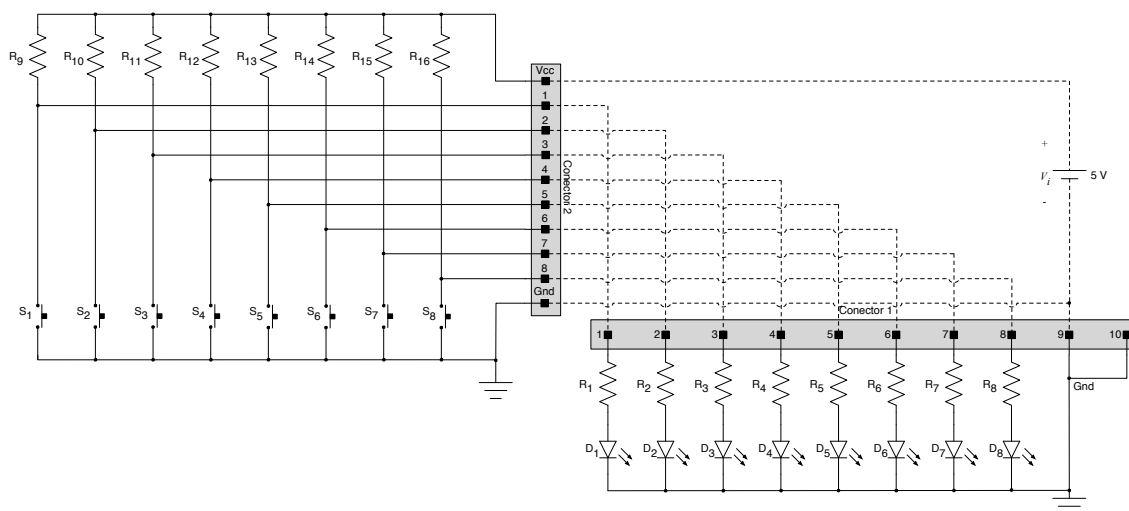 R9 R10 R11 R12 R13 R14 R15 R16
Vcc
1
2
3
4
5
6
7
8
Gnd
Conector 2
+
Vi
5 V
-
S1 S2 S3 S4 S5 S6 S7 S8
Conector 1
1 2 3 4 5 6 7 8 9 10
R1 R2 R3 R4 R5 R6 R7 R8
Gnd
D1 D2 D3 D4 D5 D6 D7 D8